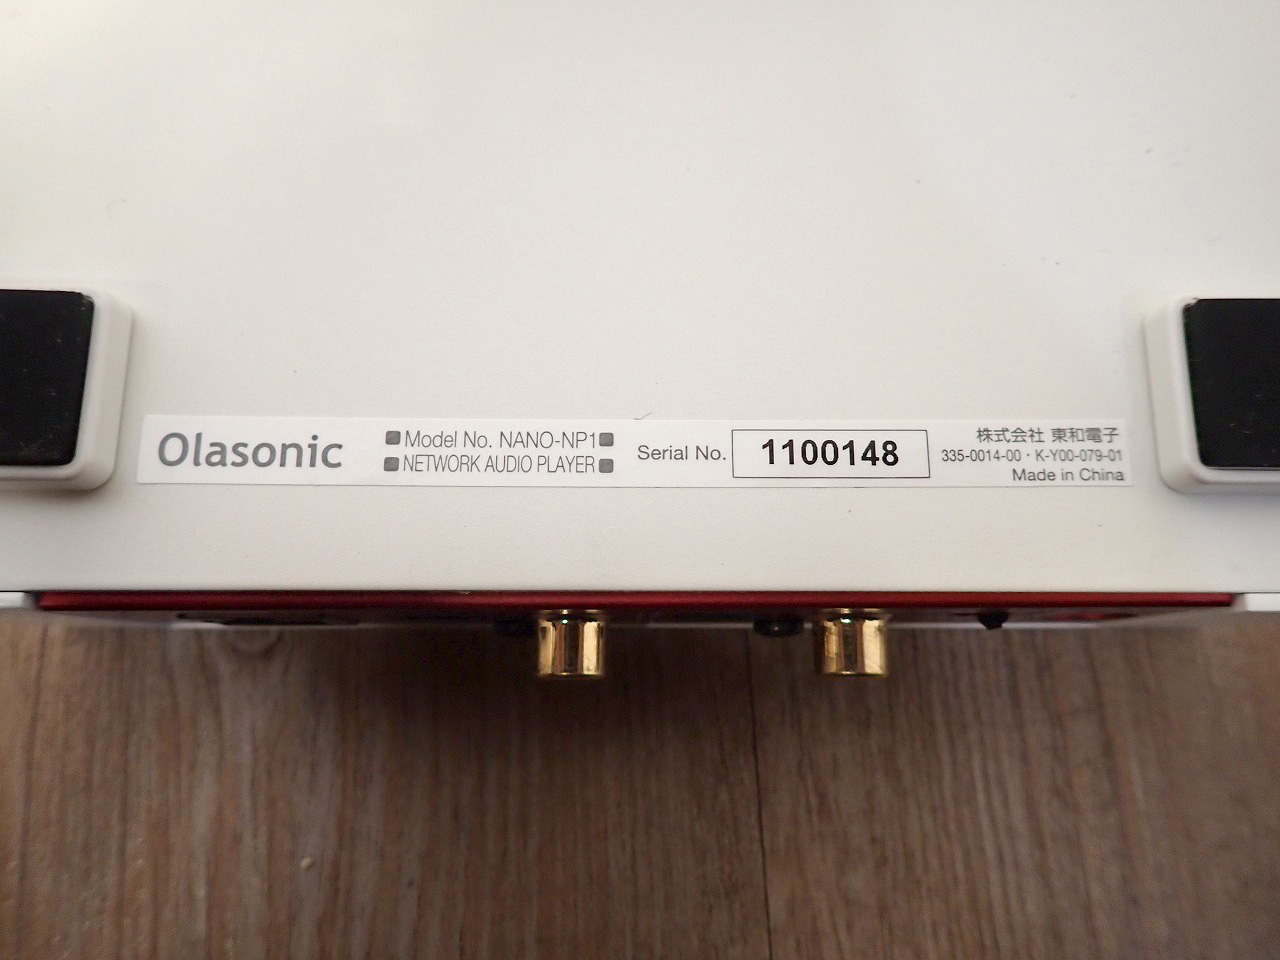 Olasonic
Model No. NANO-NP1
NETWORK AUDIO PLAYER
Serial No. 1100148
株式会社 東和電子
335-0014-00・K-Y00-079-01
Made in China